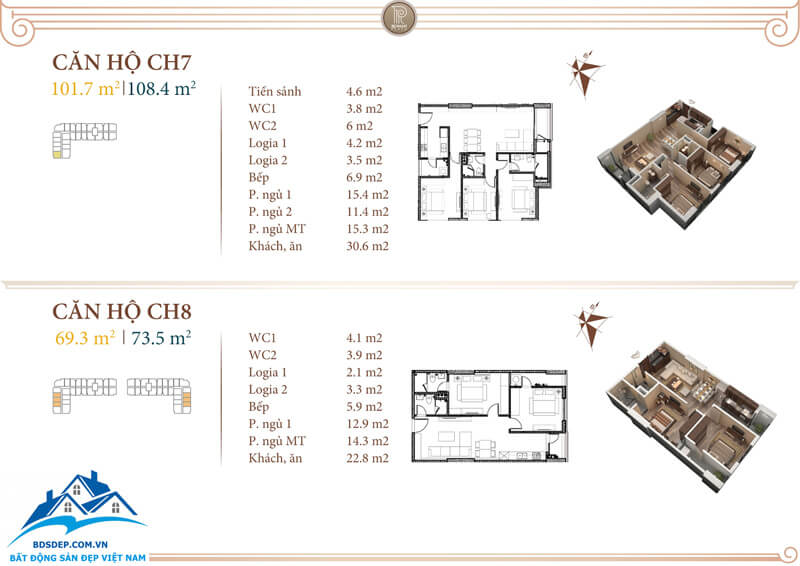 CĂN HỘ CH7
101.7 m² | 108.4 m²
Tiền sảnh 4.6 m2
WC1 3.8 m2
WC2 6 m2
Logia 1 4.2 m2
Logia 2 3.5 m2
Bếp 6.9 m2
P. ngủ 1 15.4 m2
P. ngủ 2 11.4 m2
P. ngủ MT 15.3 m2
Khách, ăn 30.6 m2
CĂN HỘ CH8
69.3 m² | 73.5 m²
WC1 4.1 m2
WC2 3.9 m2
Logia 1 2.1 m2
Logia 2 3.3 m2
Bếp 5.9 m2
P. ngủ 1 12.9 m2
P. ngủ MT 14.3 m2
Khách, ăn 22.8 m2
BDSDEP.COM.VN
BẤT ĐỘNG SẢN ĐẸP VIỆT NAM